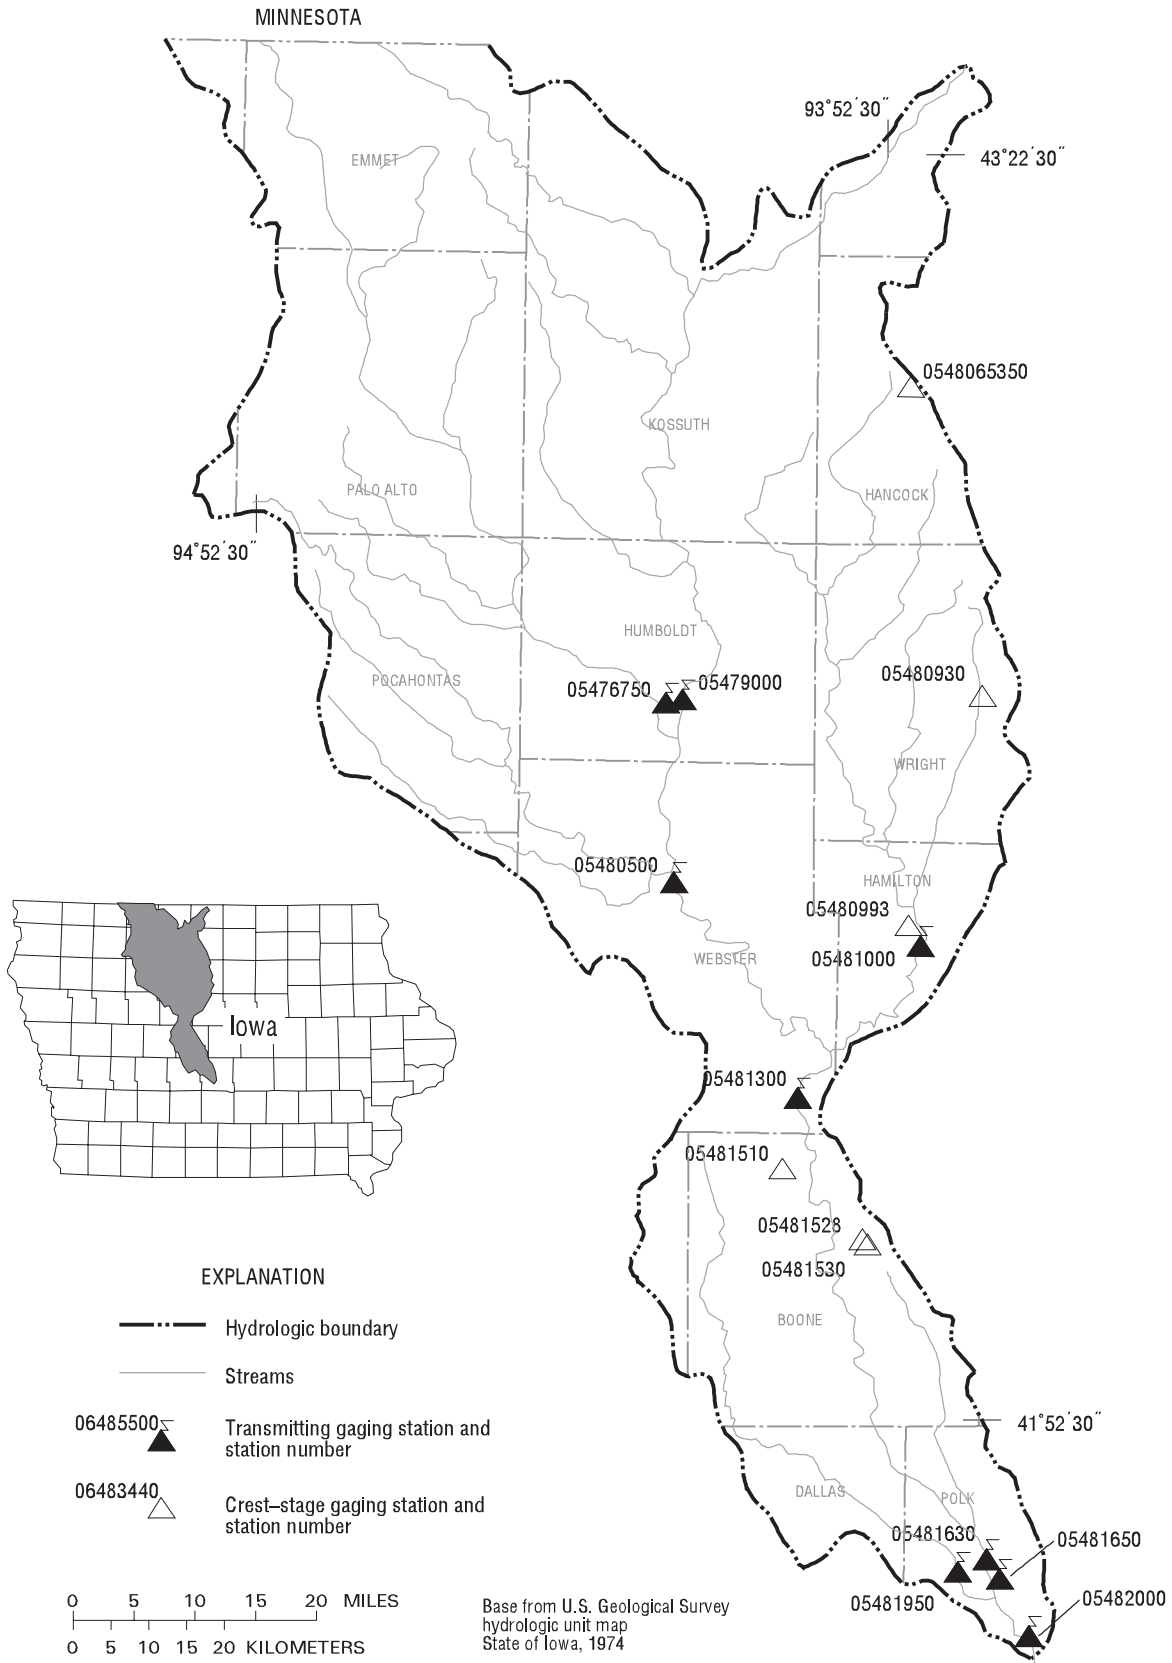 MINNESOTA
93°52′30″
43°22′30″
EMMET
0548065350
KOSSUTH
PALO ALTO
HANCOCK
94°52′30″
HUMBOLDT
POCAHONTAS
05476750
05479000
05480930
WRIGHT
05480500
HAMILTON
05480993
WEBSTER
05481000
Iowa
05481300
05481510
05481528
05481530
BOONE
41°52′30″
DALLAS
POLK
05481630
05481650
05481950
05482000
EXPLANATION
Hydrologic boundary
Streams
06485500
Transmitting gaging station and
station number
06483440
Crest–stage gaging station and
station number
0 5 10 15 20 MILES
0 5 10 15 20 KILOMETERS
Base from U.S. Geological Survey
hydrologic unit map
State of Iowa, 1974